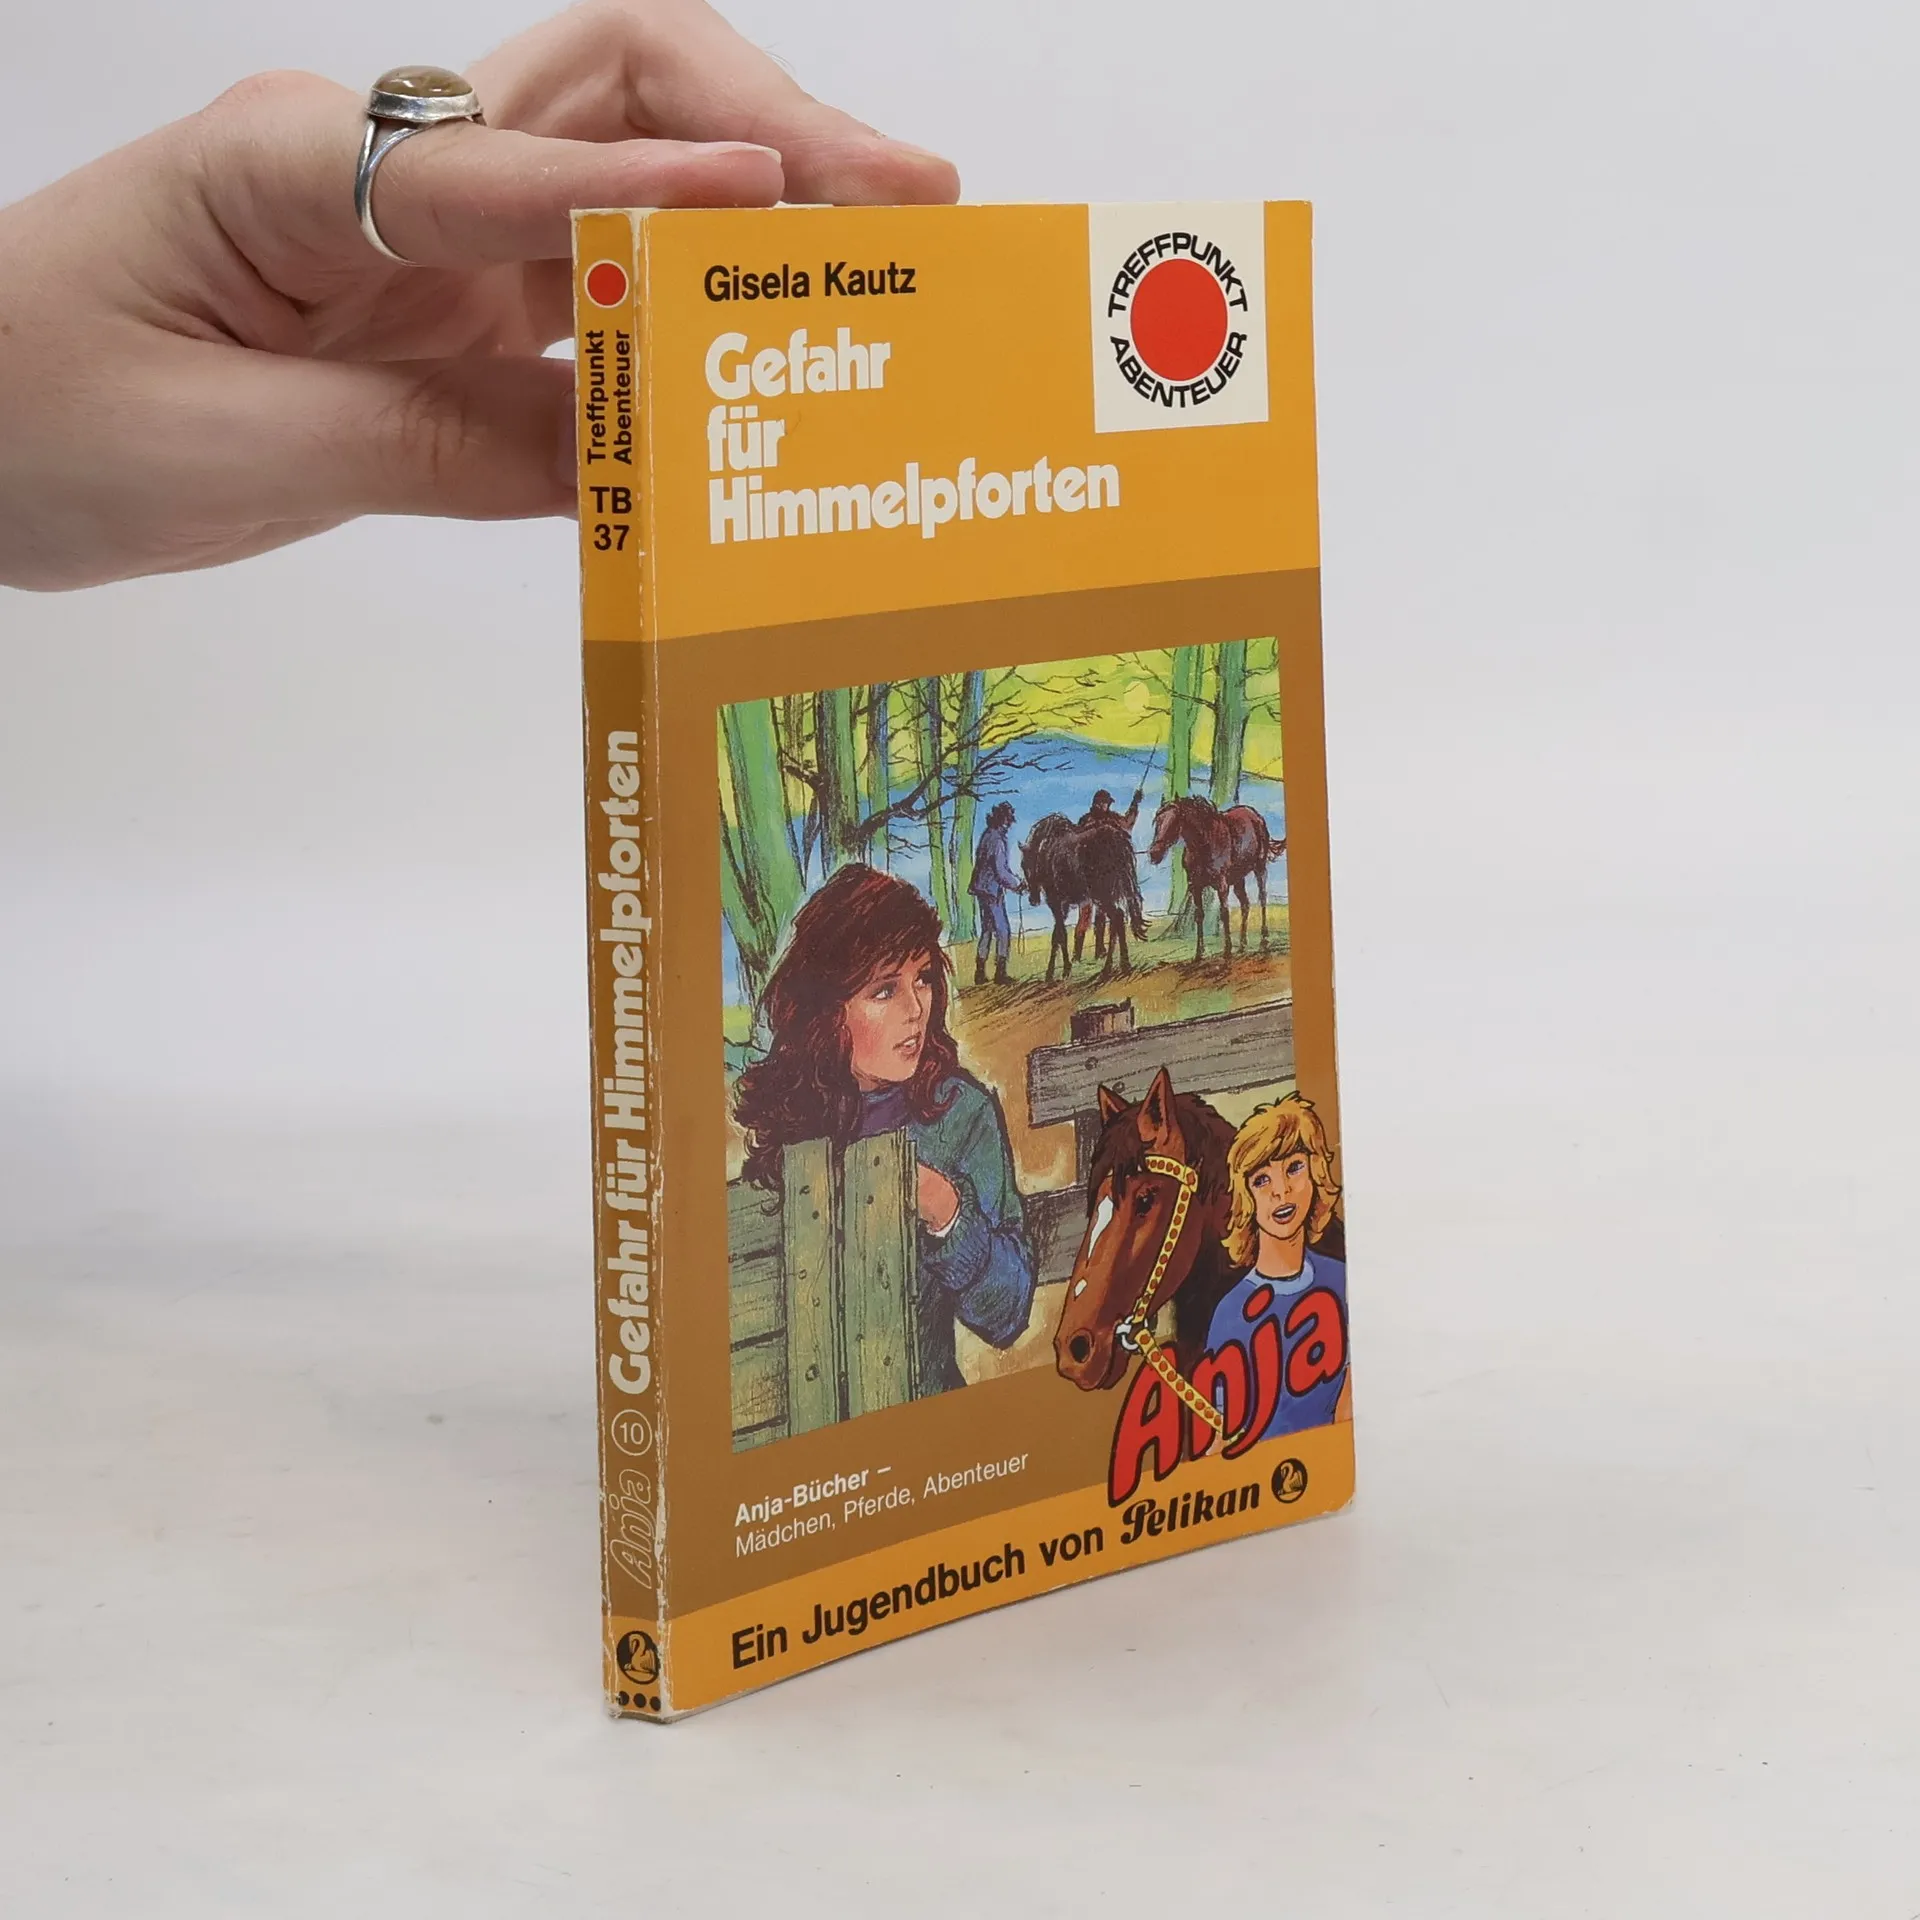 Gisela Kautz
Gefahr
für
Himmelpforten
TREFFPUNKT
ABENTEUER
Anja
Anja-Bücher –
Mädchen, Pferde, Abenteuer
Ein Jugendbuch von Pelikan
Treffpunkt
Abenteuer
TB
37
Gefahr für Himmelpforten
10
Anja